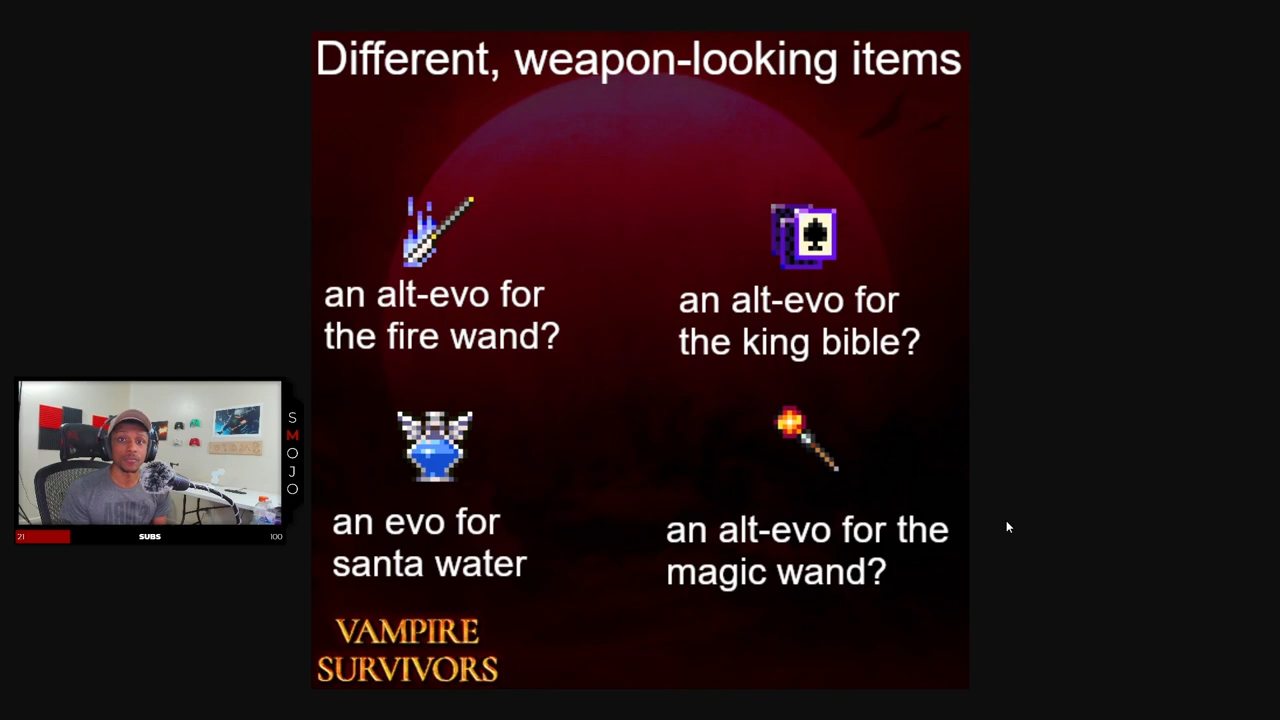 Different, weapon-looking items
an alt-evo for
the fire wand?
an alt-evo for
the king bible?
an evo for
santa water
an alt-evo for the
magic wand?
VAMPIRE
SURVIVORS
S
M
O
J
O
21
SUBS
100